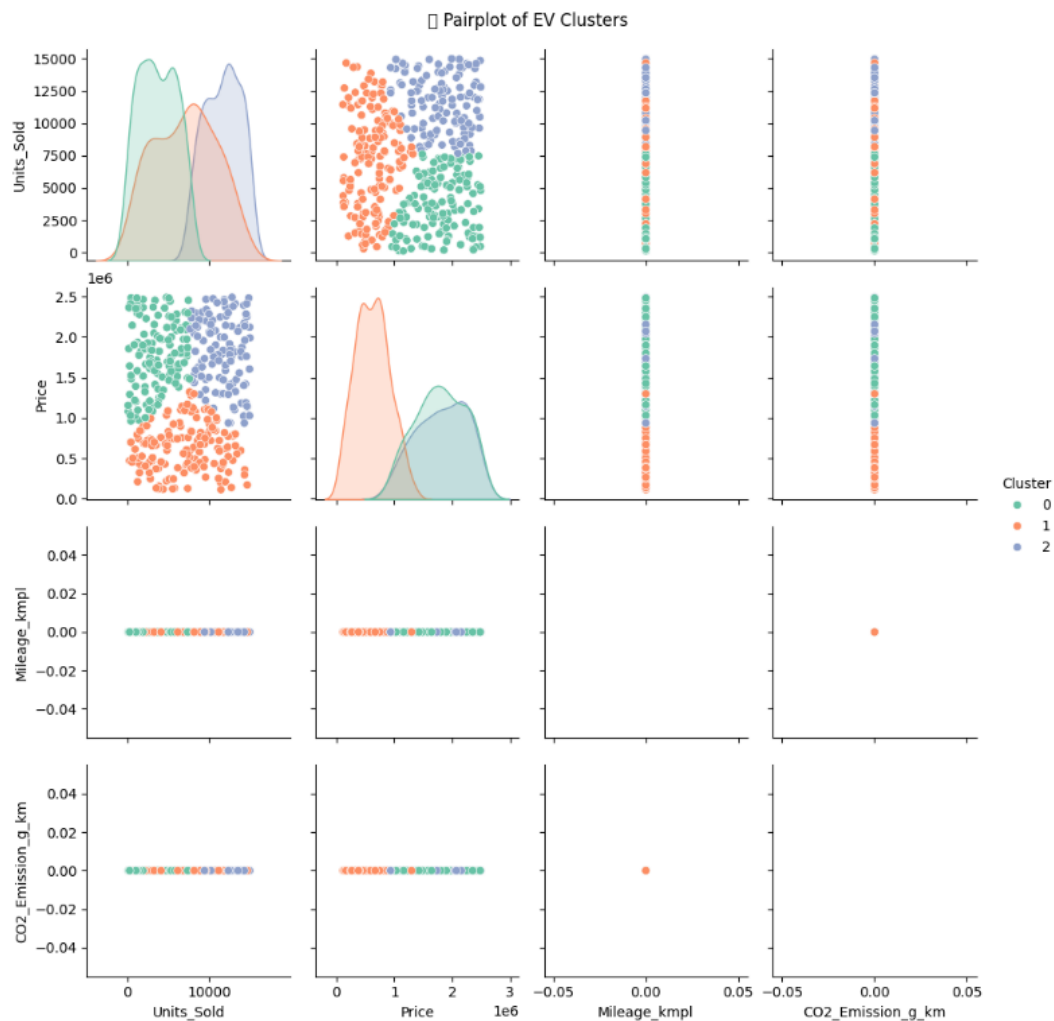 ▯ Pairplot of EV Clusters
15000
12500
10000
7500
5000
2500
0
Units_Sold
1e6
2.5
2.0
1.5
1.0
0.5
0.0
Price
Cluster
0
1
2
0.04
0.02
0.00
−0.02
−0.04
Mileage_kmpl
0.04
0.02
0.00
−0.02
−0.04
CO2_Emission_g_km
0 10000
Units_Sold
0 1 2 3
1e6
Price
−0.05 0.00 0.05
Mileage_kmpl
−0.05 0.00 0.05
CO2_Emission_g_km